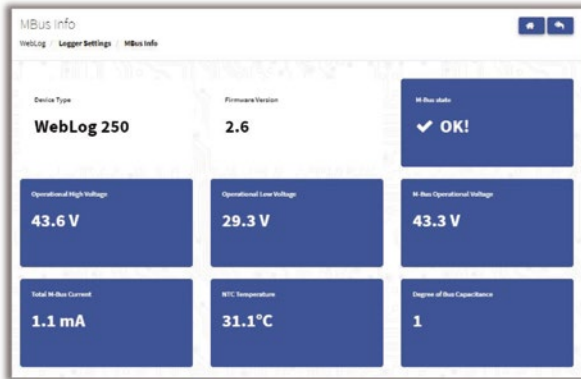 MBus Info
WebLog / Logger Settings / MBus Info
Device Type
WebLog 250
Firmware Version
2.6
M-Bus state
✔ OK!
Operational High Voltage
43.6 V
Operational Low Voltage
29.3 V
M-Bus Operational Voltage
43.3 V
Total M-Bus Current
1.1 mA
NTC Temperature
31.1°C
Degree of Bus Capacitance
1